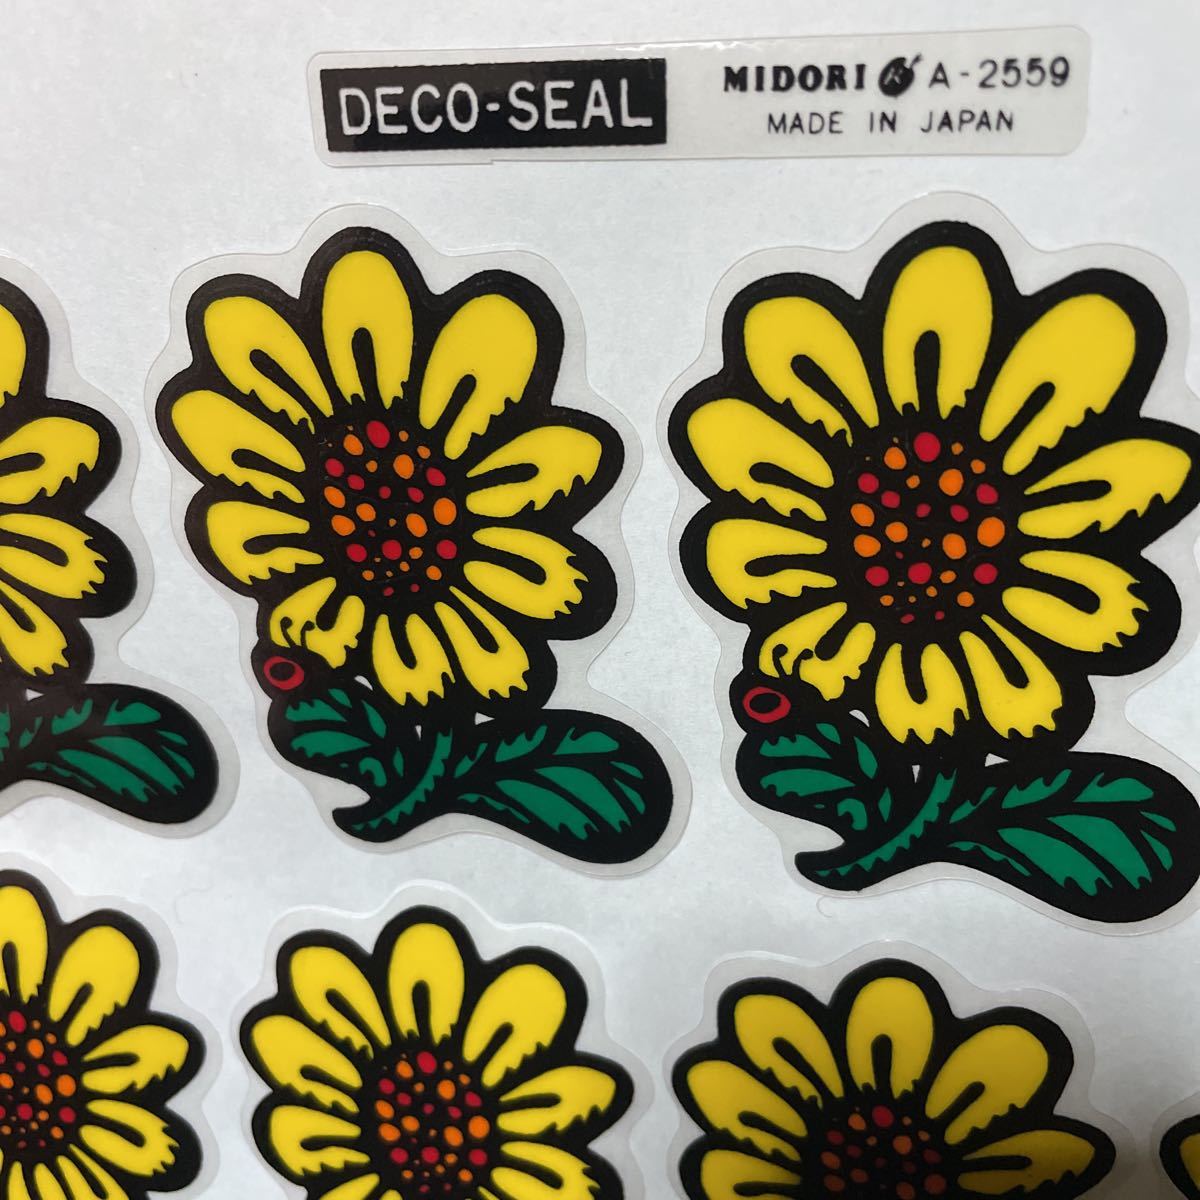 DECO-SEAL
MIDORI A-2559
MADE IN JAPAN